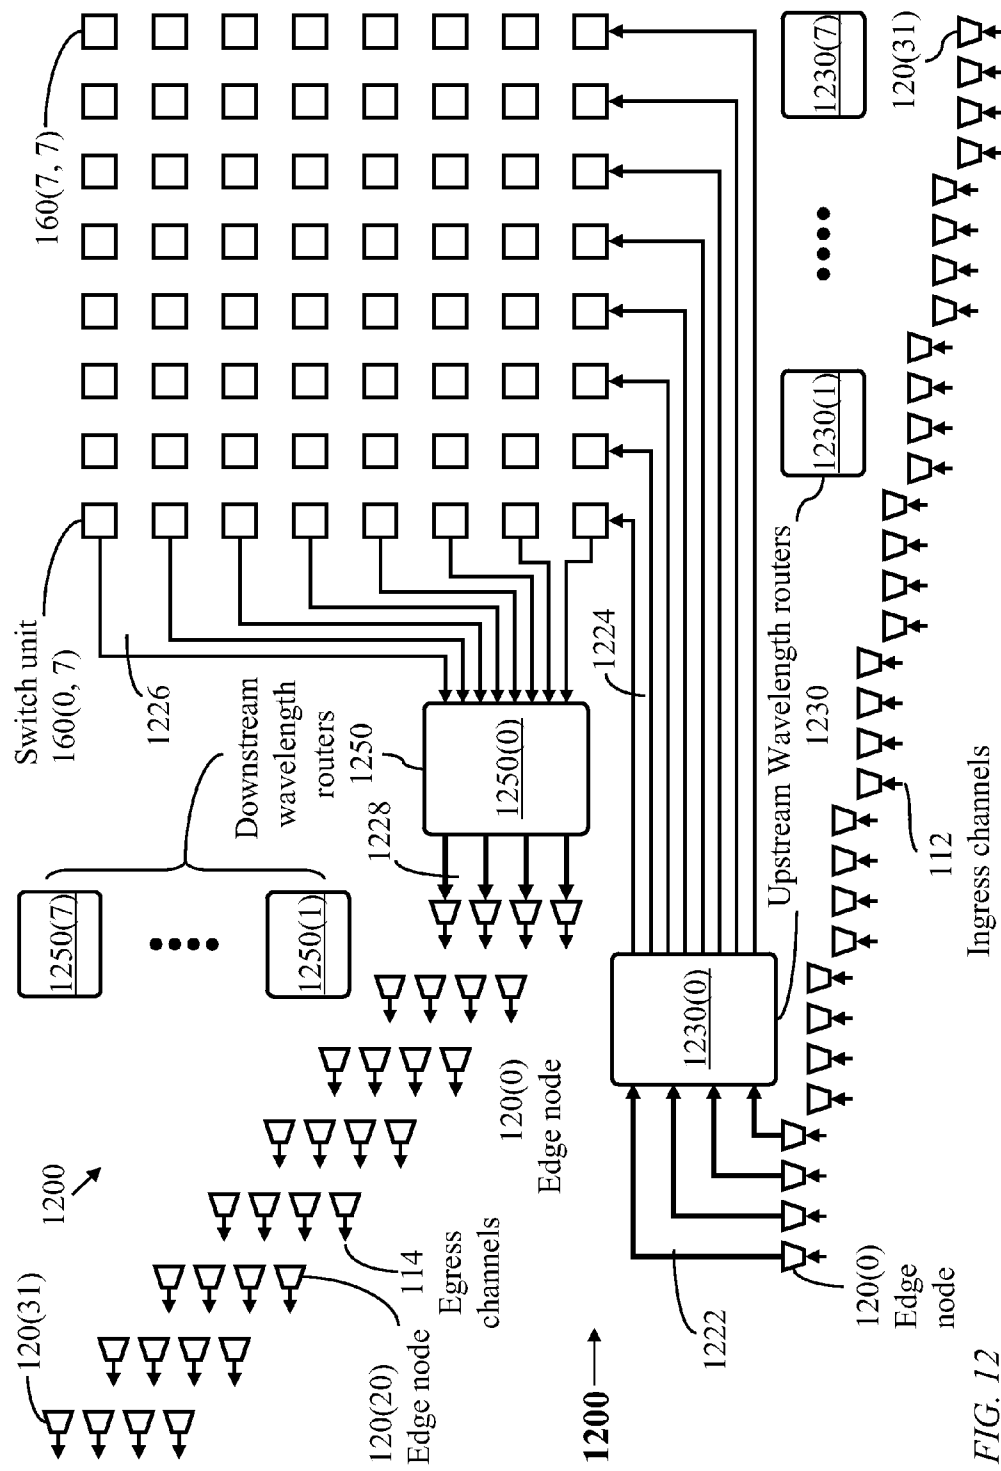 120(31)
1200
120(20)
Edge node
114
Egress
channels
120(0)
Edge node
1250(7)
1250(1)
Downstream
wavelength
routers
1250
1228
1250(0)
Switch unit
160(0, 7)
1226
160(7, 7)
1200
1222
120(0)
Edge
node
1230(0)
1224
Upstream Wavelength routers
1230
1230(1)
1230(7)
120(31)
112
Ingress channels
FIG. 12